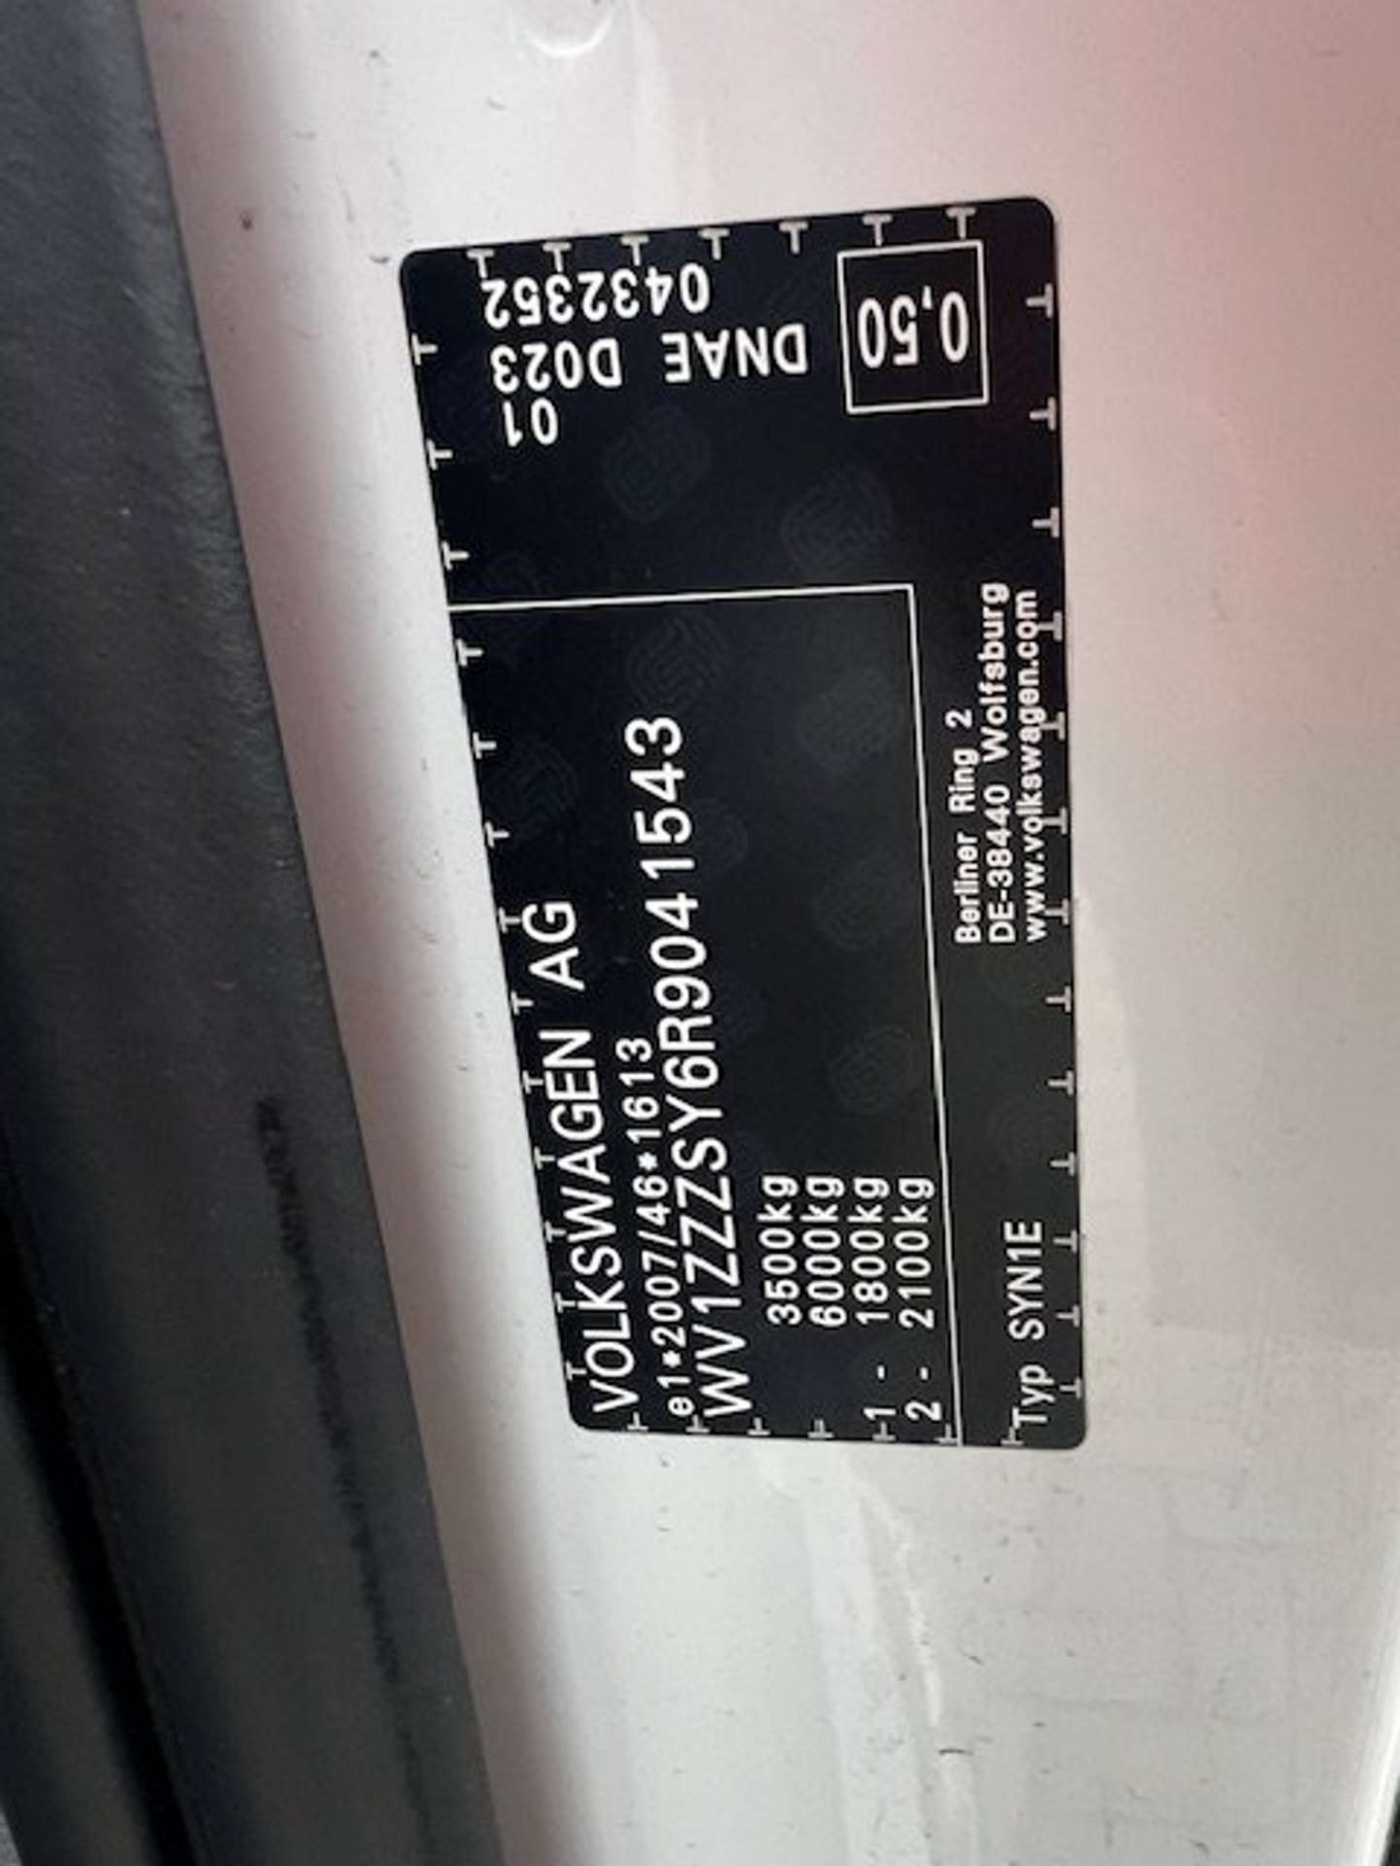 VOLKSWAGEN AG
e1*2007/46*1613
WV1ZZZSY6R9041543
3500kg
6000kg
1 - 1800kg
2 - 2100kg
Typ SYN1E
Berliner Ring 2
DE-38440 Wolfsburg
www.volkswagen.com
0432352
01 D023 DNAE
0,50